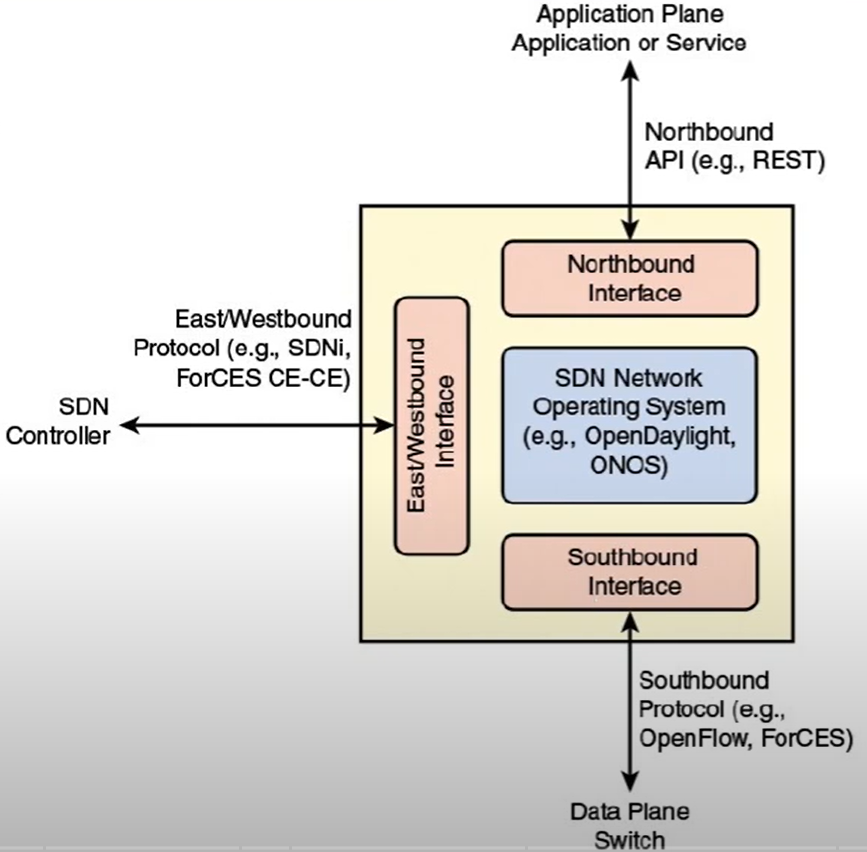 Application Plane
Application or Service
Northbound
API (e.g., REST)
Northbound
Interface
East/Westbound
Protocol (e.g., SDNi,
ForCES CE-CE)
SDN
Controller
East/Westbound
Interface
SDN Network
Operating System
(e.g., OpenDaylight,
ONOS)
Southbound
Interface
Southbound
Protocol (e.g.,
OpenFlow, ForCES)
Data Plane
Switch